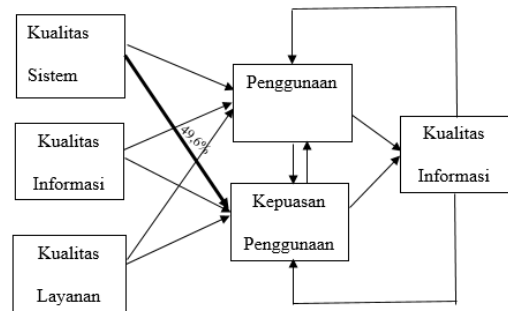 Kualitas
Sistem
Penggunaan
49,6%
Kualitas
Informasi
Kualitas
Informasi
Kepuasan
Penggunaan
Kualitas
Layanan